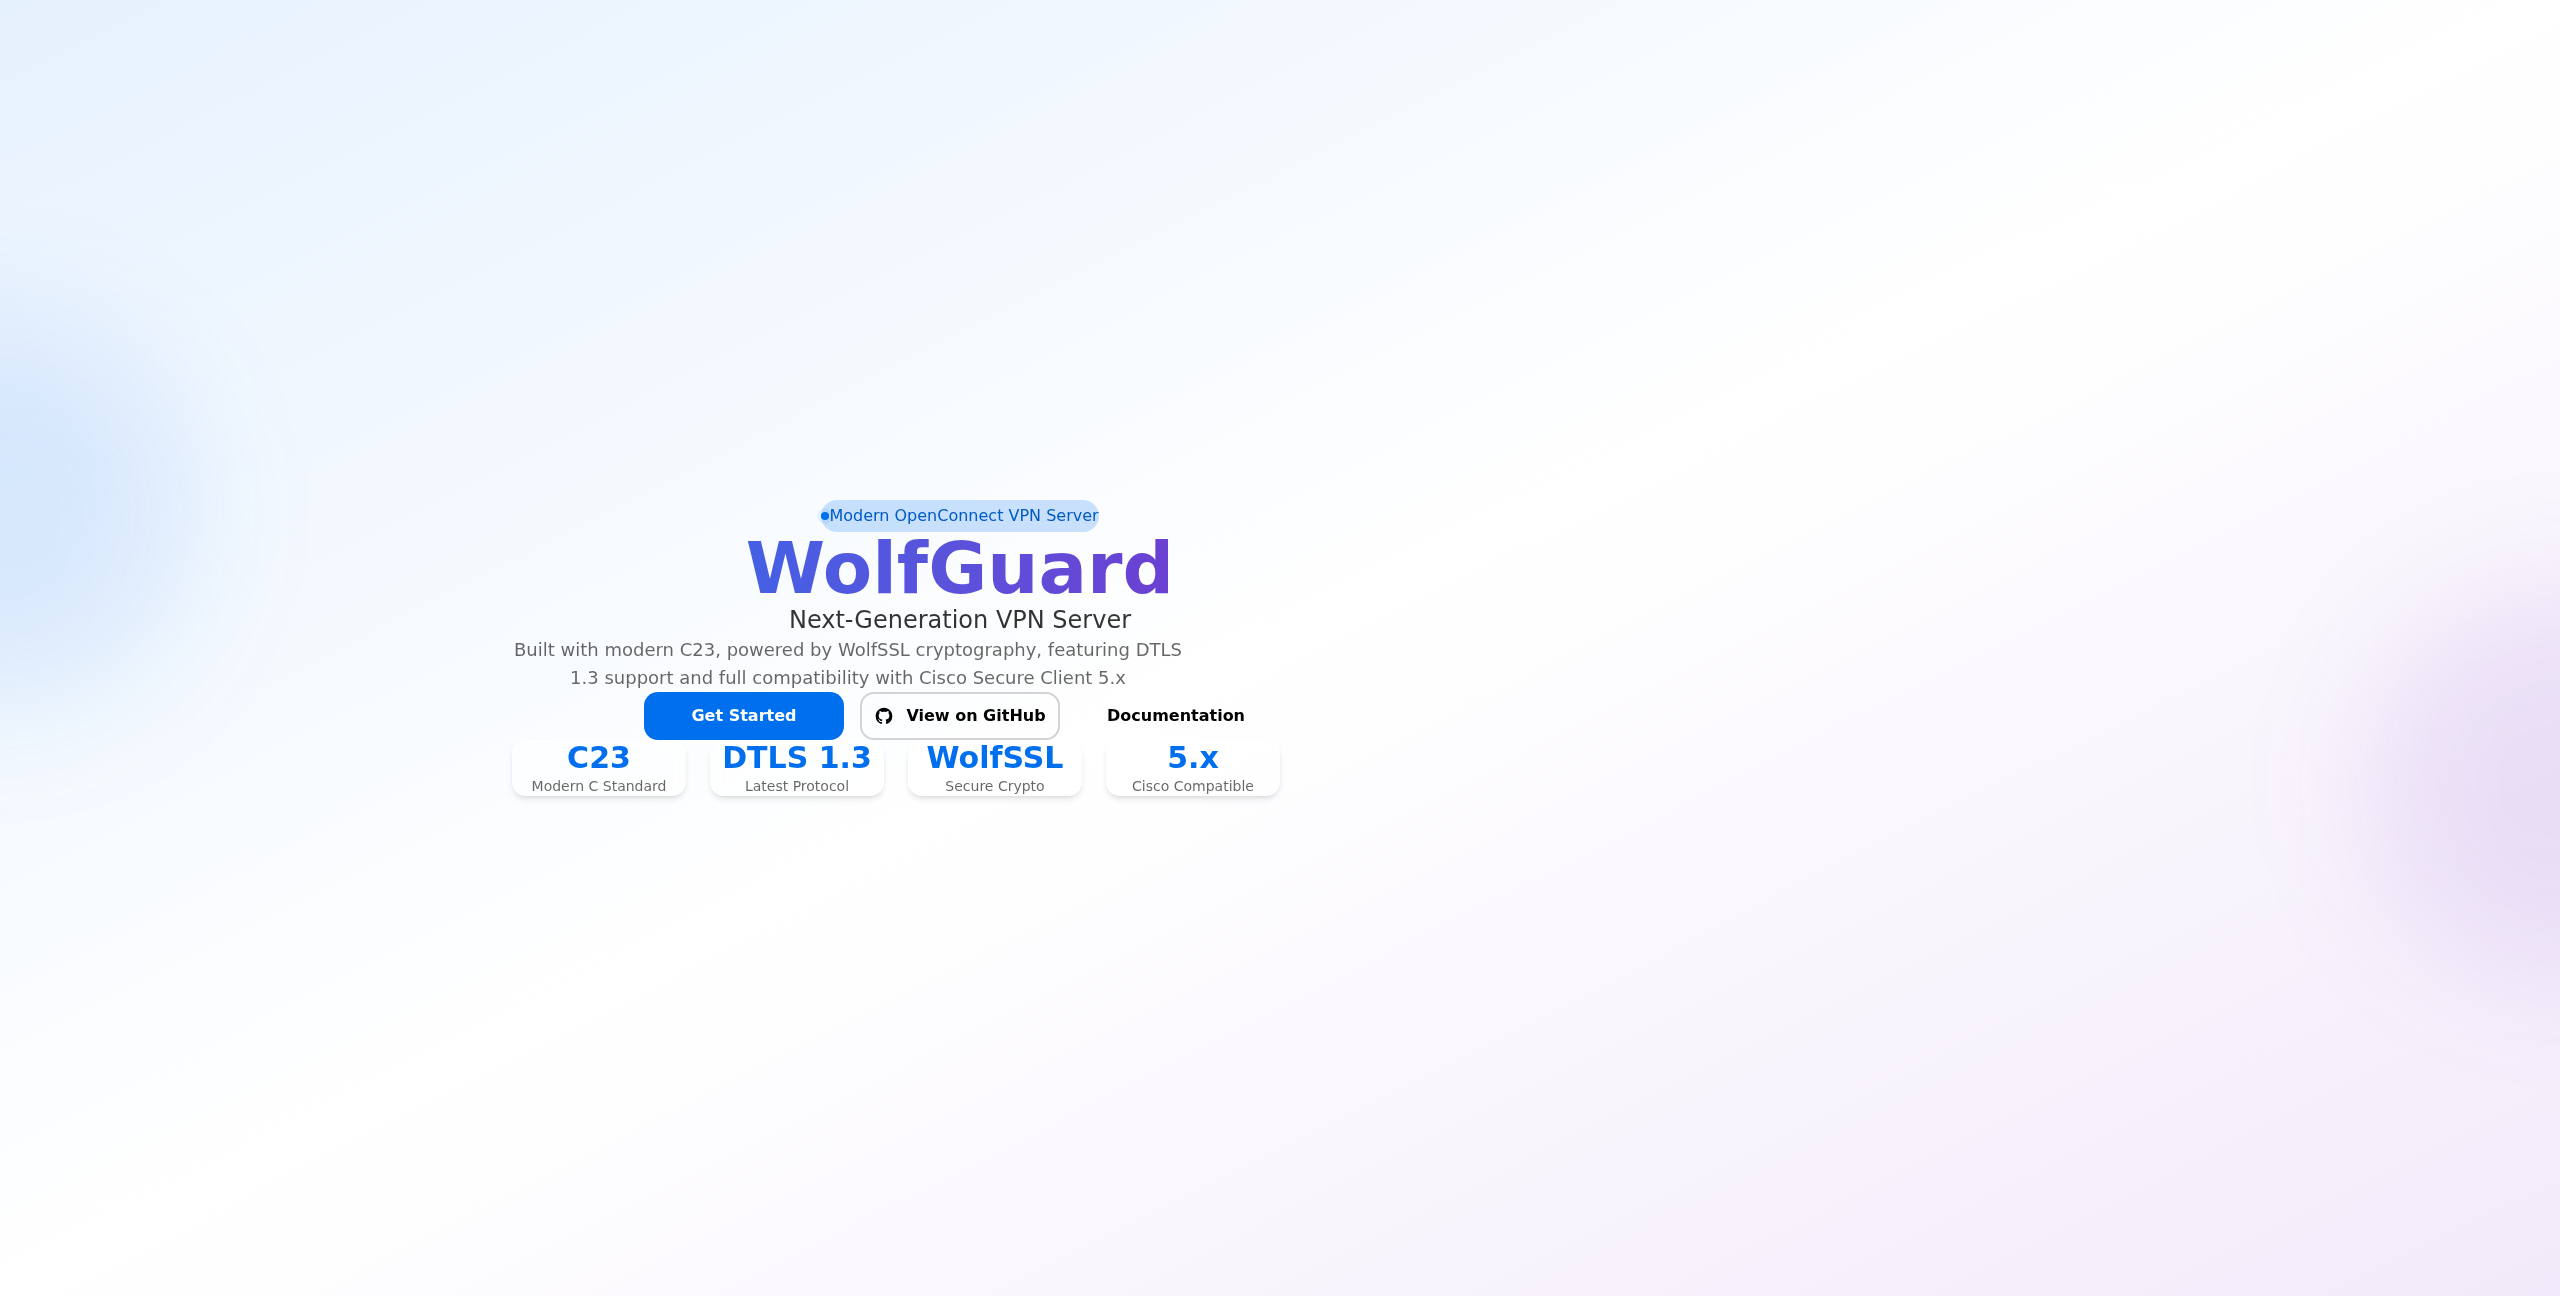 Modern OpenConnect VPN Server
WolfGuard
Next-Generation VPN Server
Built with modern C23, powered by WolfSSL cryptography, featuring DTLS
1.3 support and full compatibility with Cisco Secure Client 5.x
Get Started
View on GitHub
Documentation
C23
Modern C Standard
DTLS 1.3
Latest Protocol
WolfSSL
Secure Crypto
5.x
Cisco Compatible